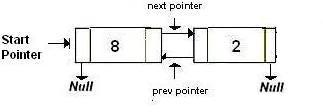 next pointer
Start
Pointer
8
2
Null
prev pointer
Null